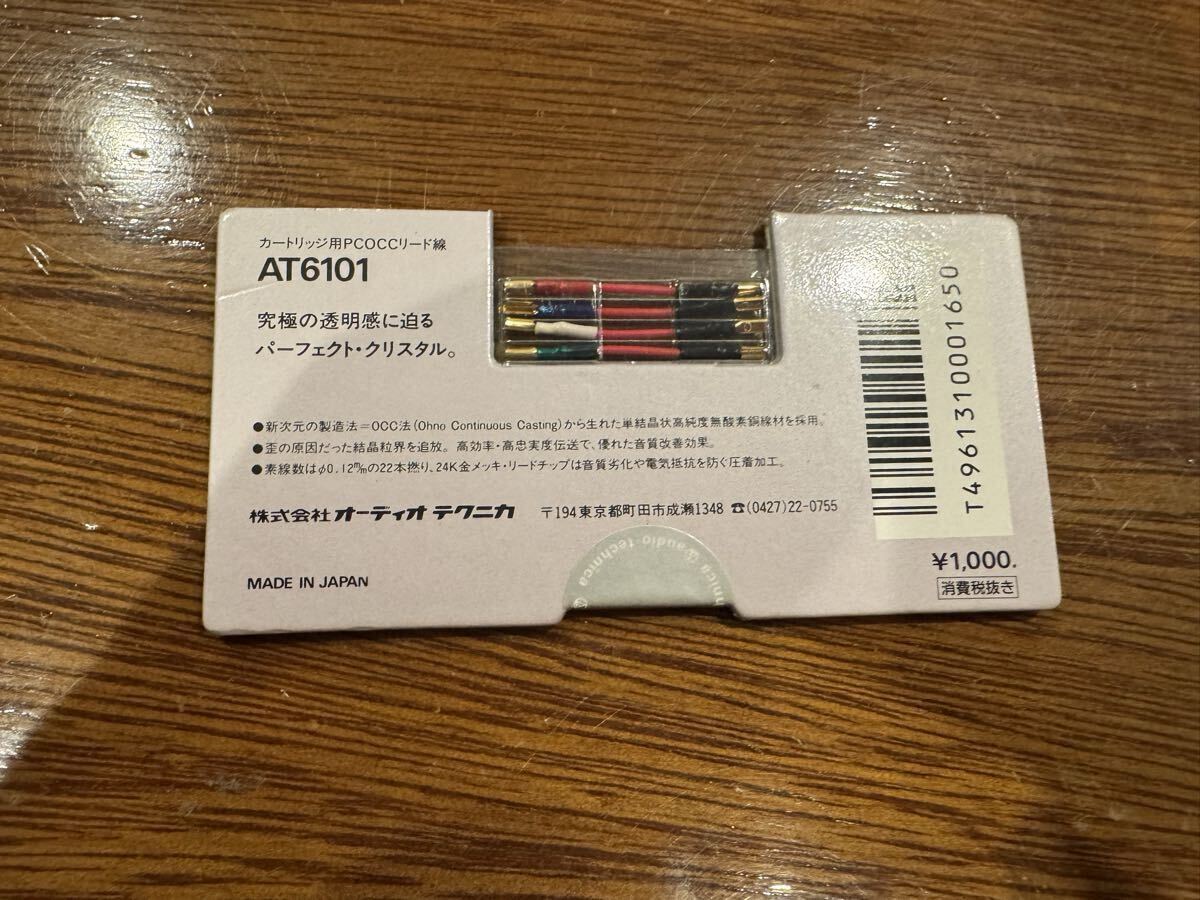 カートリッジ用PCOCCリード線
AT6101
究極の透明感に迫る
パーフェクト・クリスタル。
●新次元の製造法=OCC法(Ohno Continuous Casting)から生れた単結晶状高純度無酸素銅線材を採用。
●歪の原因だった結晶粒界を追放。高効率・高忠実度伝送で、優れた音質改善効果。
●素線数はφ0.12m/mの22本撚り、24K金メッキ・リードチップは音質劣化や電気抵抗を防ぐ圧着加工。
株式会社オーディオテクニカ 〒194東京都町田市成瀬1348 ☎(0427)22-0755
MADE IN JAPAN
audio-technica
hnica
T4961310001650
¥1,000.
消費税抜き